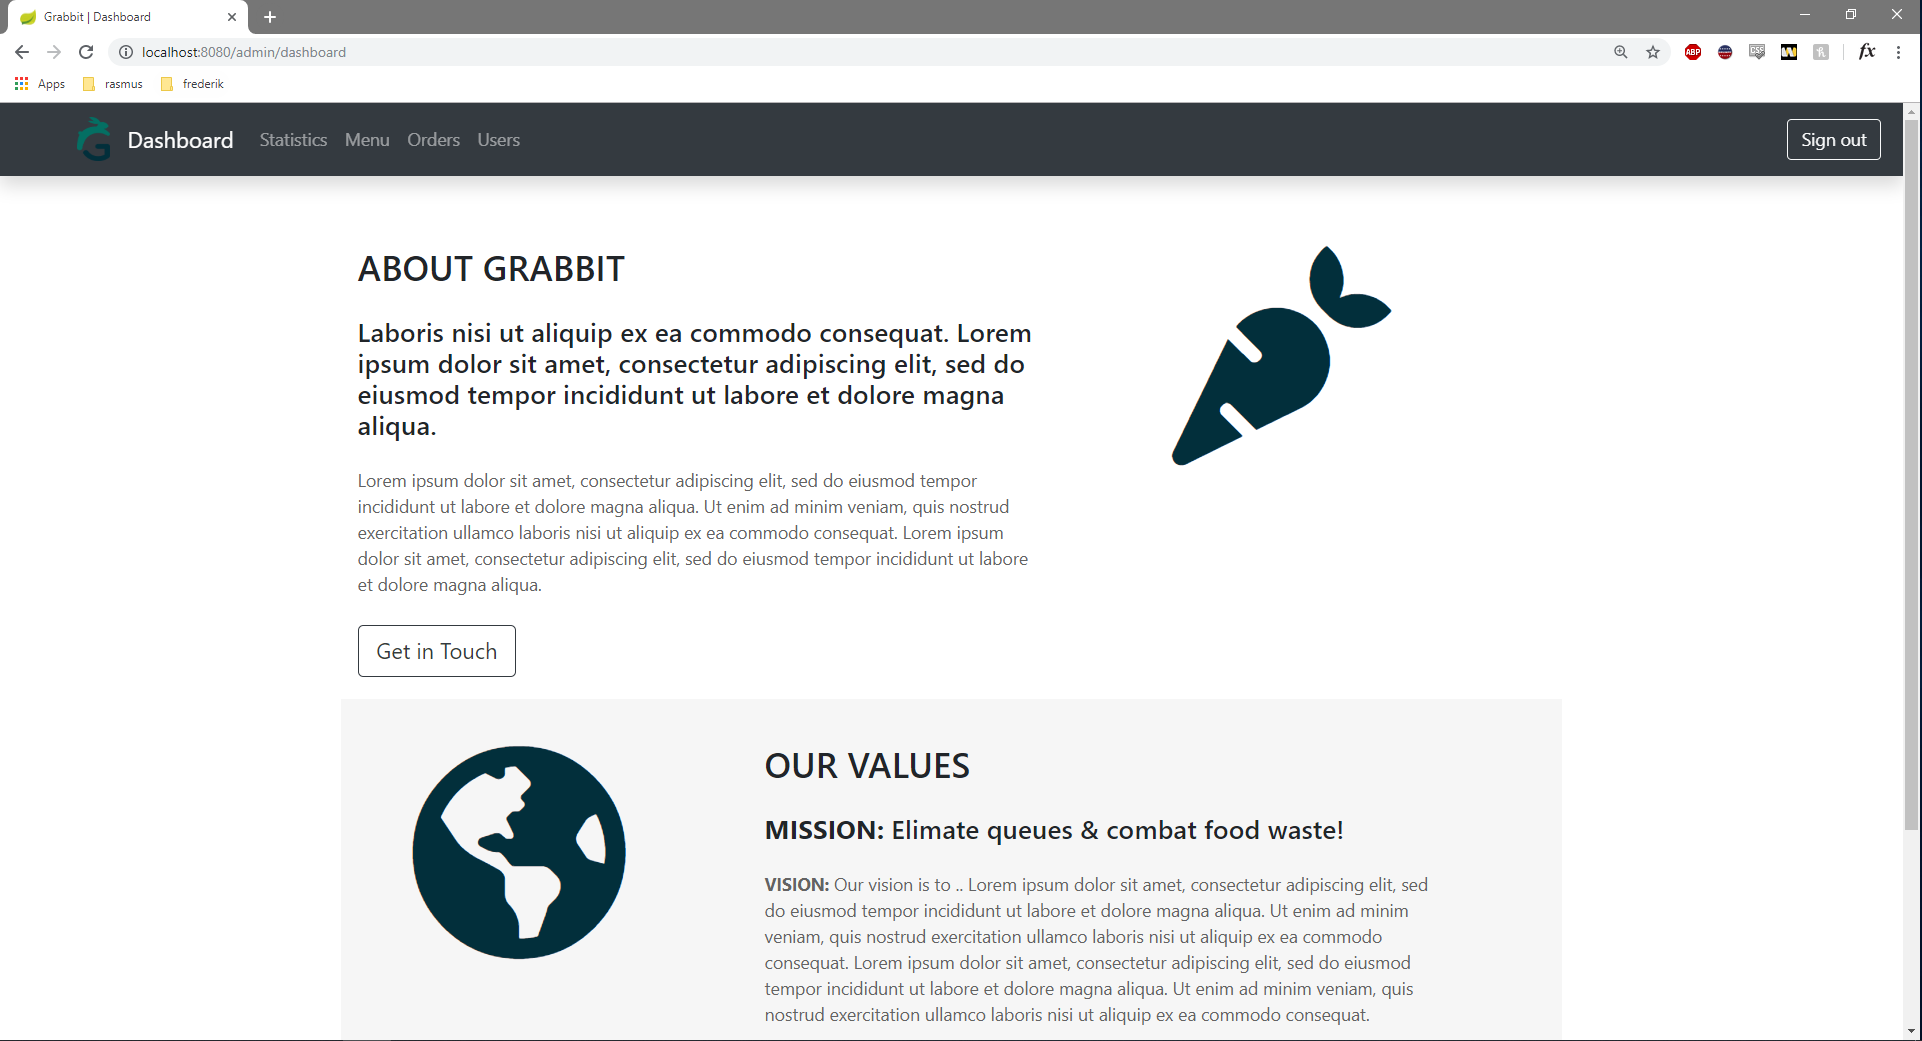 Grabbit | Dashboard
localhost:8080/admin/dashboard
ABP
CSS
W
fx
Apps rasmus frederik
G Dashboard Statistics Menu Orders Users Sign out
ABOUT GRABBIT
Laboris nisi ut aliquip ex ea commodo consequat. Lorem
ipsum dolor sit amet, consectetur adipiscing elit, sed do
eiusmod tempor incididunt ut labore et dolore magna
aliqua.
Lorem ipsum dolor sit amet, consectetur adipiscing elit, sed do eiusmod tempor
incididunt ut labore et dolore magna aliqua. Ut enim ad minim veniam, quis nostrud
exercitation ullamco laboris nisi ut aliquip ex ea commodo consequat. Lorem ipsum
dolor sit amet, consectetur adipiscing elit, sed do eiusmod tempor incididunt ut labore
et dolore magna aliqua.
Get in Touch
OUR VALUES
MISSION: Elimate queues & combat food waste!
VISION: Our vision is to .. Lorem ipsum dolor sit amet, consectetur adipiscing elit, sed
do eiusmod tempor incididunt ut labore et dolore magna aliqua. Ut enim ad minim
veniam, quis nostrud exercitation ullamco laboris nisi ut aliquip ex ea commodo
consequat. Lorem ipsum dolor sit amet, consectetur adipiscing elit, sed do eiusmod
tempor incididunt ut labore et dolore magna aliqua. Ut enim ad minim veniam, quis
nostrud exercitation ullamco laboris nisi ut aliquip ex ea commodo consequat.